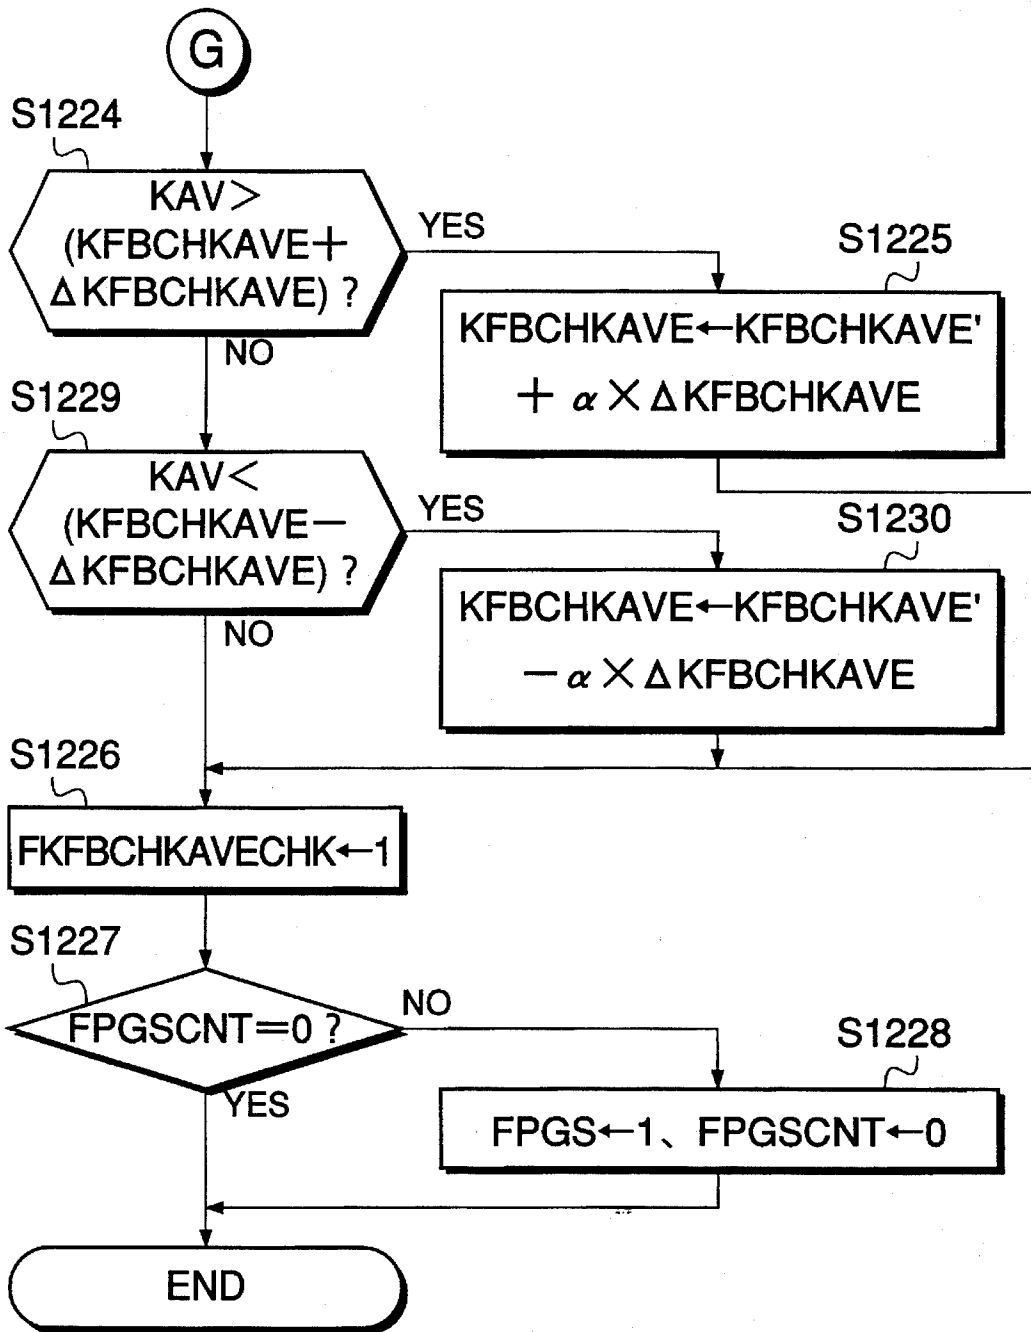 G
S1224
KAV>
(KFBCHKAVE+
ΔKFBCHKAVE) ?
YES
NO
S1225
KFBCHKAVE←KFBCHKAVE'
+ α × ΔKFBCHKAVE
S1229
KAV<
(KFBCHKAVE−
ΔKFBCHKAVE) ?
YES
NO
S1230
KFBCHKAVE←KFBCHKAVE'
− α × ΔKFBCHKAVE
S1226
FKFBCHKAVECHK←1
S1227
FPGSCNT=0 ?
NO
YES
S1228
FPGS←1、FPGSCNT←0
END